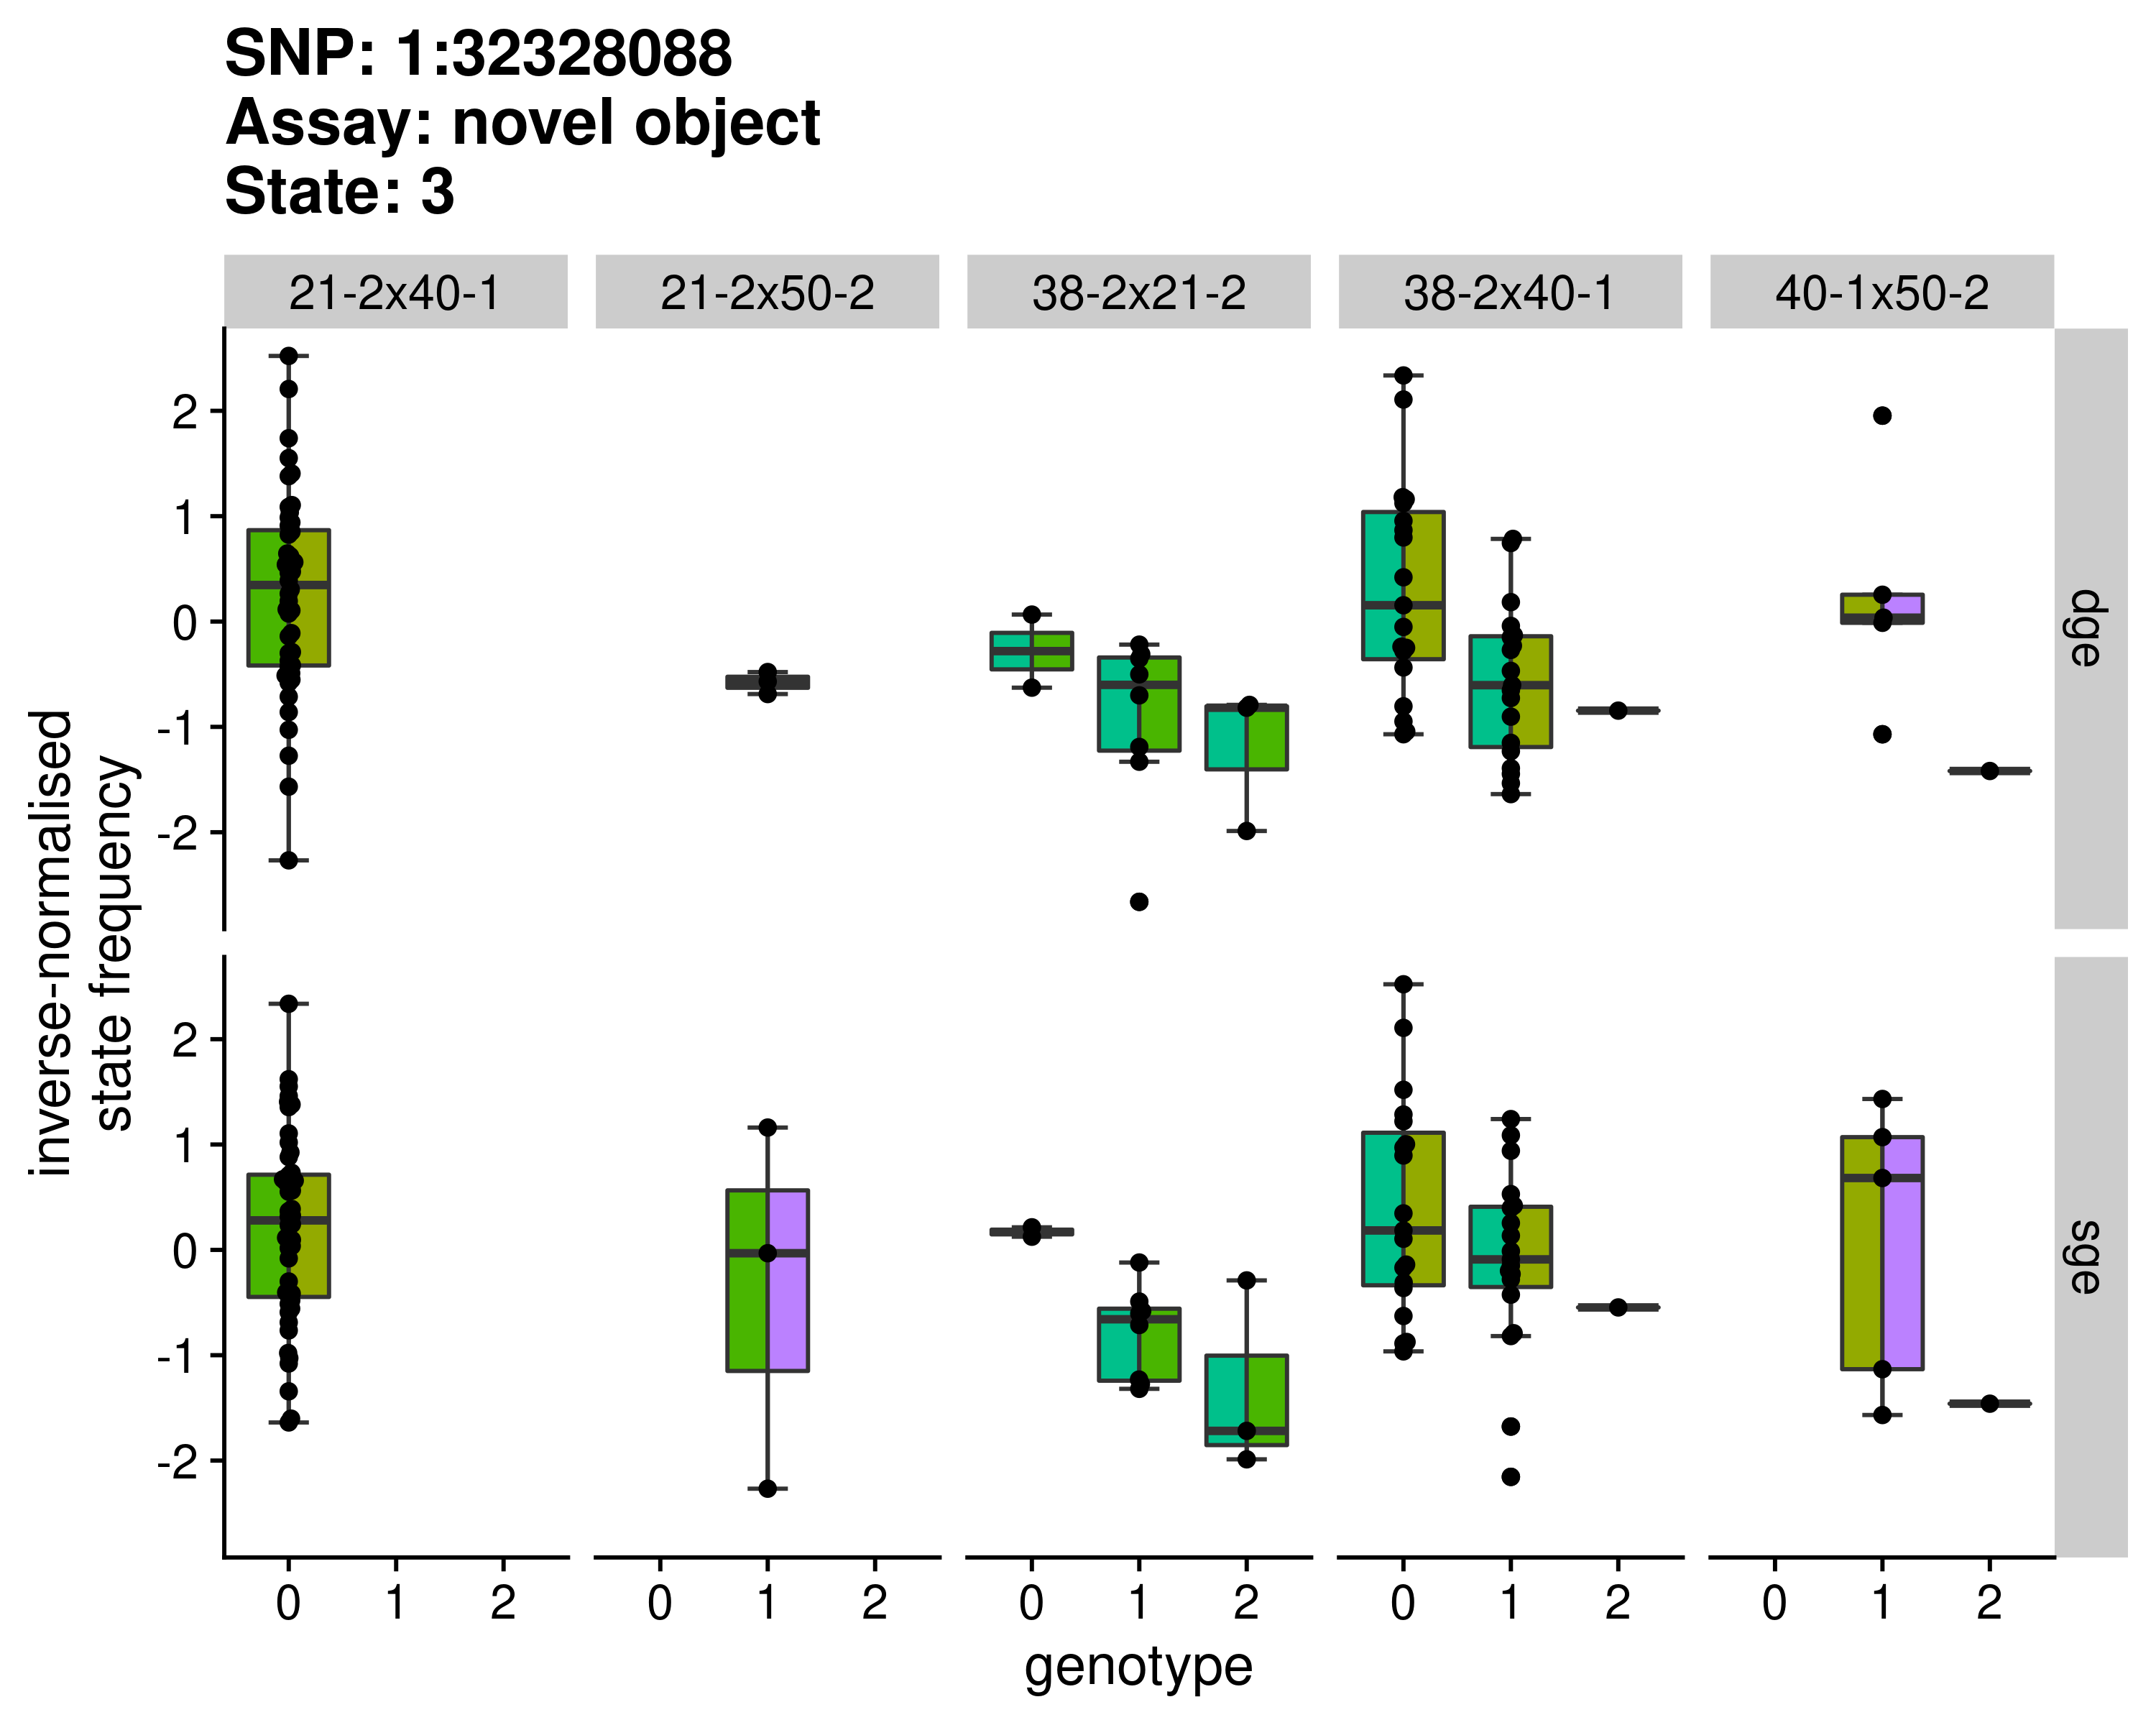 SNP: 1:32328088
Assay: novel object
State: 3
21-2x40-1 21-2x50-2 38-2x21-2 38-2x40-1 40-1x50-2
inverse-normalised
state frequency
2
1
0
-1
-2
dge
2
1
0
-1
-2
sge
0 1 2 0 1 2 0 1 2 0 1 2 0 1 2
genotype